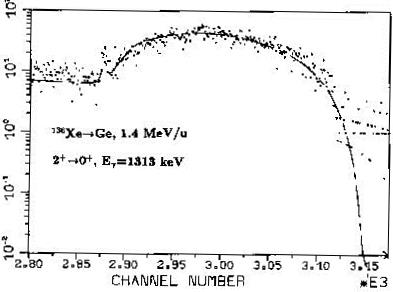 10²
10¹
10⁰
10⁻¹
10⁻²
¹³⁶Xe→Ge, 1.4 MeV/u
2⁺→0⁺, Eγ=1313 keV
2.80 2.85 2.90 2.95 3.00 3.05 3.10 3.15
CHANNEL NUMBER *E3